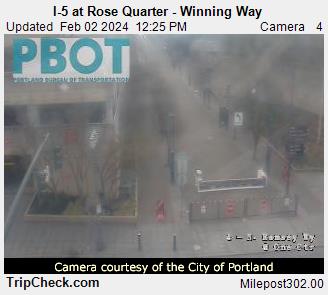 I-5 at Rose Quarter - Winning Way
Updated Feb 02 2024 12:25 PM Camera 4
PBOT
PORTLAND BUREAU OF TRANSPORTATION
Camera courtesy of the City of Portland
TripCheck.com Milepost302.00